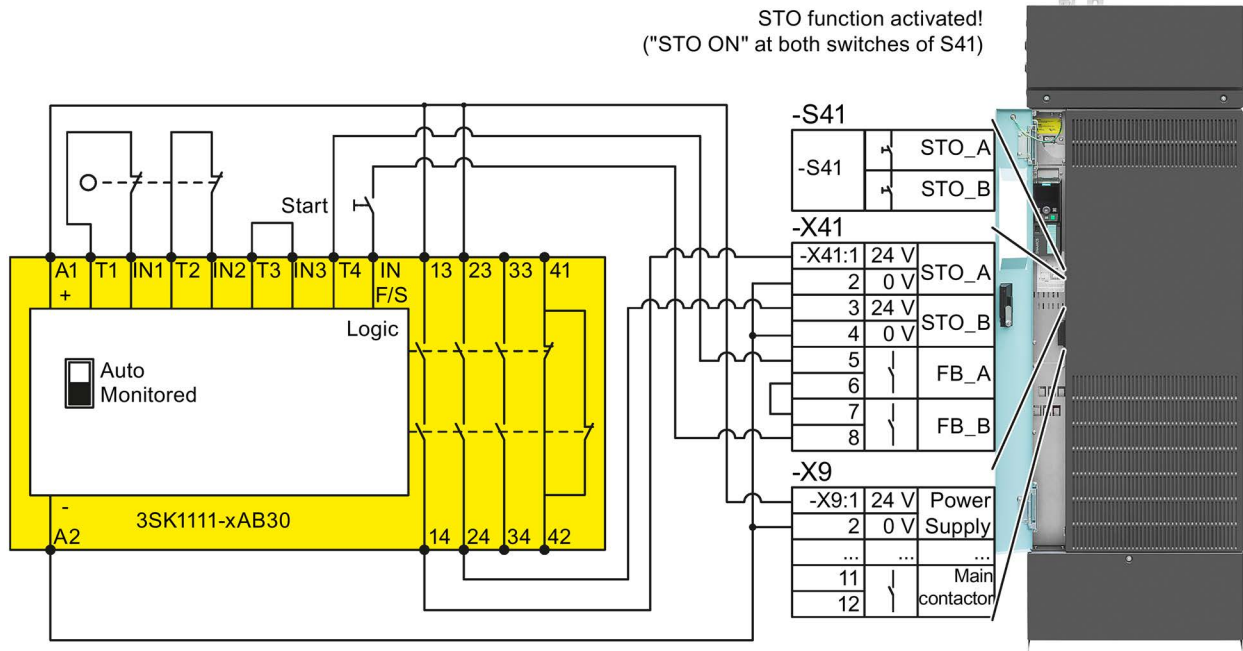 STO function activated!
("STO ON" at both switches of S41)
-S41
-S41
STO_A
STO_B
Start
-X41
-X41:1 24 V STO_A
2 0 V
3 24 V STO_B
4 0 V
5 FB_A
6
7 FB_B
8
A1 T1 IN1 T2 IN2 T3 IN3 T4 IN 13 23 33 41
+ F/S
Logic
Auto
Monitored
-X9
-X9:1 24 V Power
2 0 V Supply
... ... ...
11 Main
12 contactor
-
3SK1111-xAB30
A2 14 24 34 42